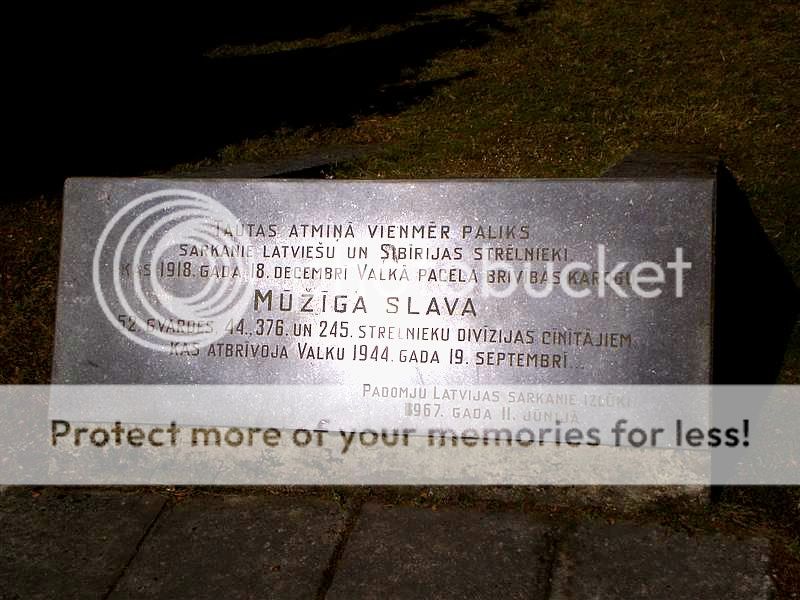 TAUTAS ATMIŅĀ VIENMĒR PALIKS
SARKANIE LATVIEŠU UN SIBĪRIJAS STRĒLNIEKI,
KAS 1918. GADA 18. DECEMBRĪ VALKĀ PACĒLA BRĪVĪBAS KAROGU
MŪŽĪGA SLAVA
52. GVARDES, 44., 376. UN 245. STRĒLNIEKU DIVĪZIJAS CĪNĪTĀJIEM
KAS ATBRĪVOJA VALKU 1944. GADA 19. SEPTEMBRĪ...
PADOMJU LATVIJAS SARKANIE IZLŪKI
1967. GADA 11. JŪNIJĀ
photobucket
Protect more of your memories for less!